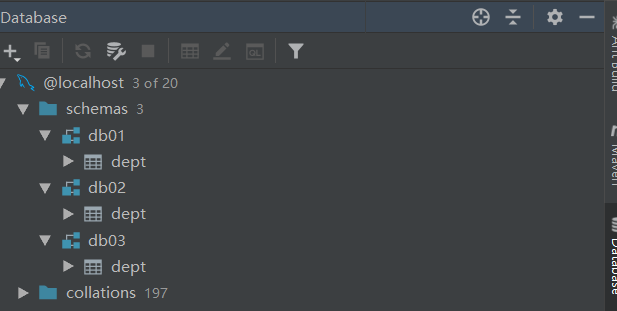 Database
@localhost 3 of 20
schemas 3
db01
dept
db02
dept
db03
dept
collations 197
Ant Build
Maven
Database